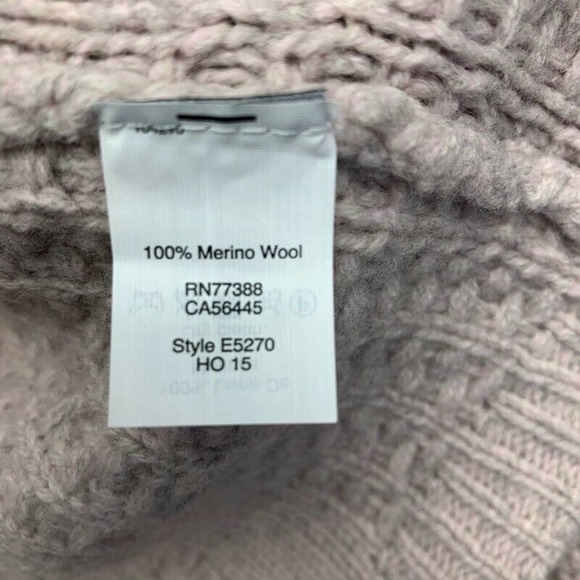 100% Merino Wool
RN77388
CA56445
Style E5270
HO 15